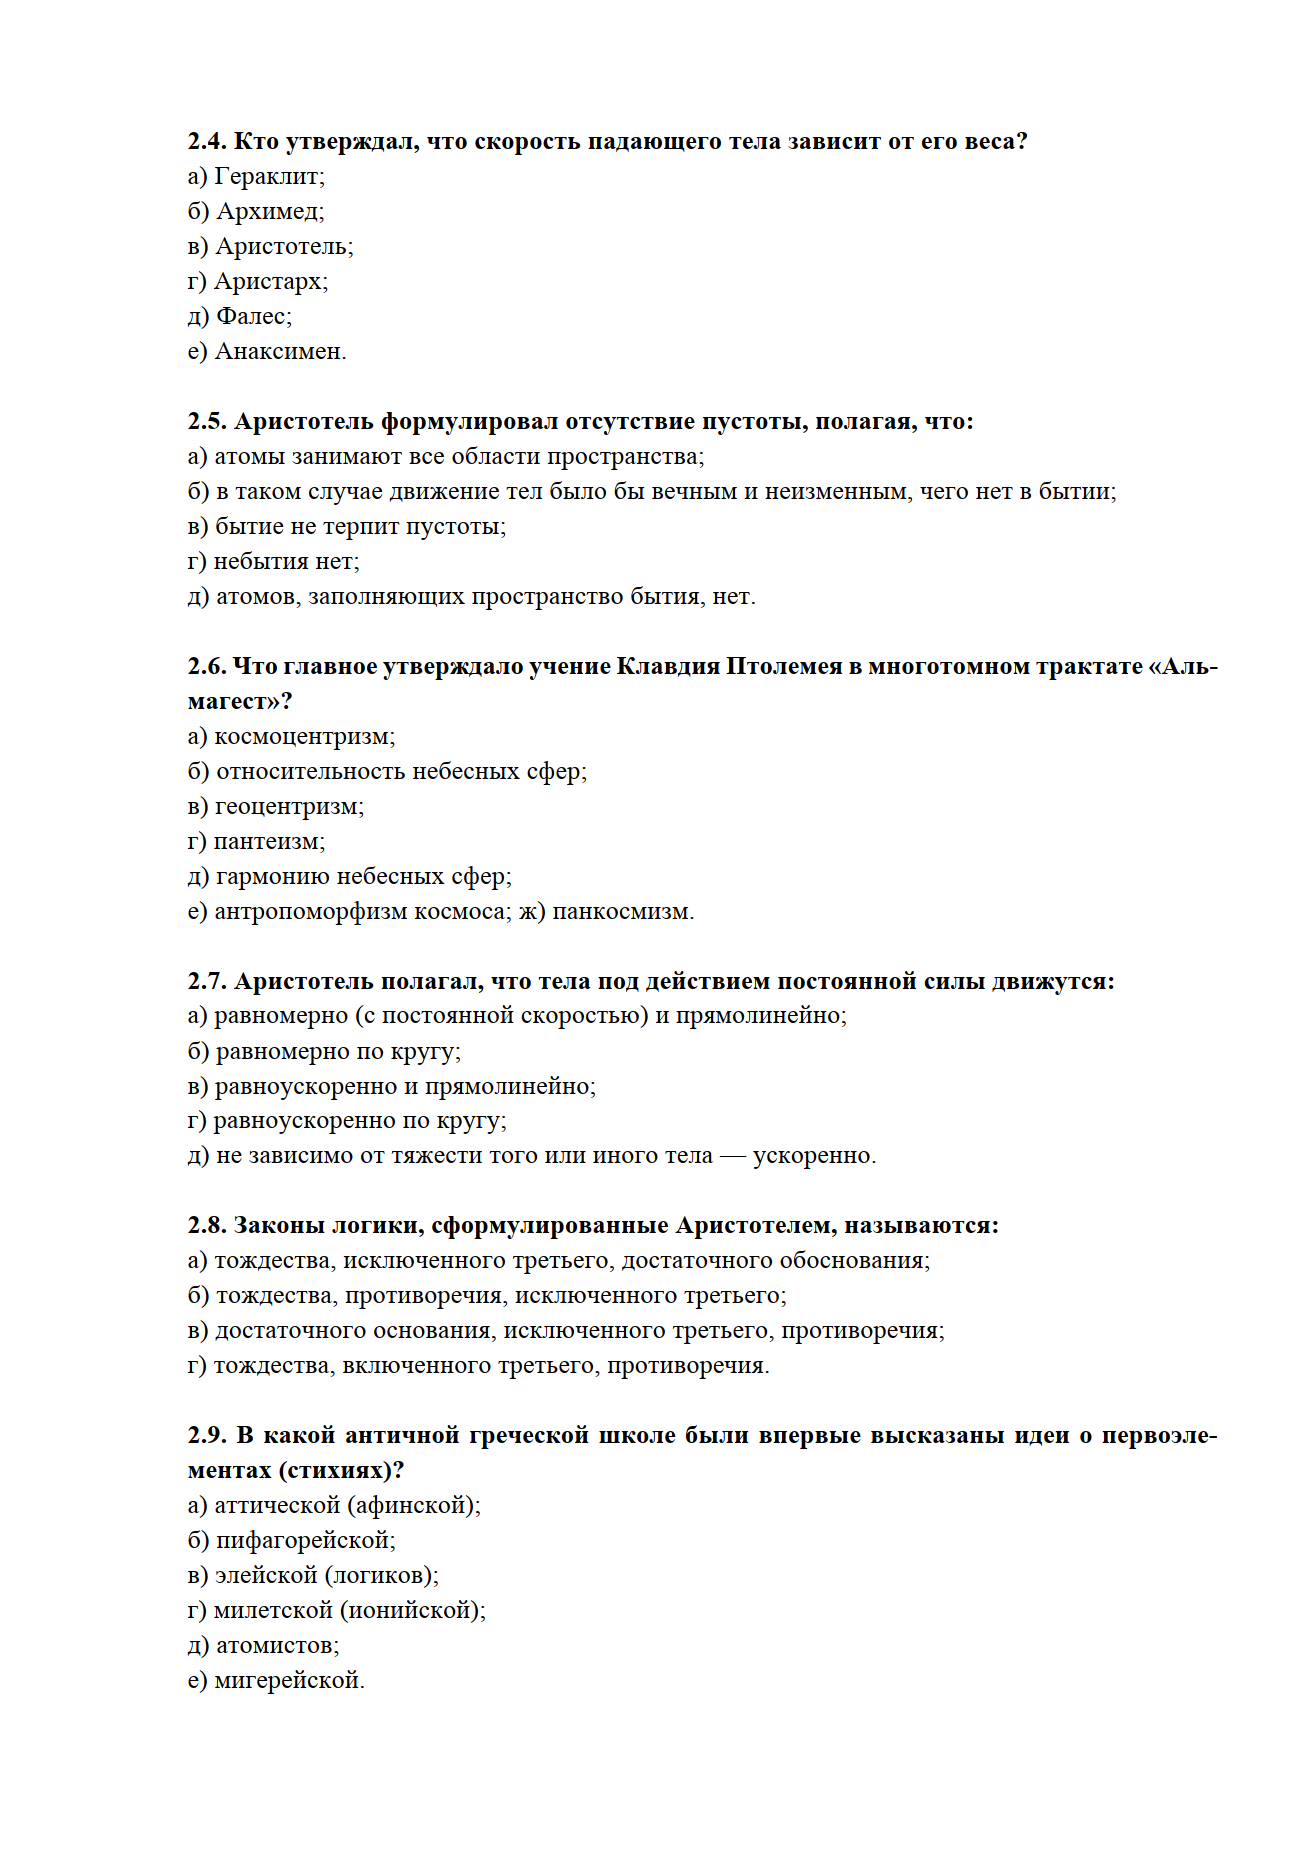 2.4. Кто утверждал, что скорость падающего тела зависит от его веса?
а) Гераклит;
б) Архимед;
в) Аристотель;
г) Аристарх;
д) Фалес;
е) Анаксимен.
2.5. Аристотель формулировал отсутствие пустоты, полагая, что:
а) атомы занимают все области пространства;
б) в таком случае движение тел было бы вечным и неизменным, чего нет в бытии;
в) бытие не терпит пустоты;
г) небытия нет;
д) атомов, заполняющих пространство бытия, нет.
2.6. Что главное утверждало учение Клавдия Птолемея в многотомном трактате «Аль-
магест»?
а) космоцентризм;
б) относительность небесных сфер;
в) геоцентризм;
г) пантеизм;
д) гармонию небесных сфер;
е) антропоморфизм космоса; ж) панкосмизм.
2.7. Аристотель полагал, что тела под действием постоянной силы движутся:
а) равномерно (с постоянной скоростью) и прямолинейно;
б) равномерно по кругу;
в) равноускоренно и прямолинейно;
г) равноускоренно по кругу;
д) не зависимо от тяжести того или иного тела — ускоренно.
2.8. Законы логики, сформулированные Аристотелем, называются:
а) тождества, исключенного третьего, достаточного обоснования;
б) тождества, противоречия, исключенного третьего;
в) достаточного основания, исключенного третьего, противоречия;
г) тождества, включенного третьего, противоречия.
2.9. В какой античной греческой школе были впервые высказаны идеи о первоэле-
ментах (стихиях)?
а) аттической (афинской);
б) пифагорейской;
в) элейской (логиков);
г) милетской (ионийской);
д) атомистов;
е) мигерейской.